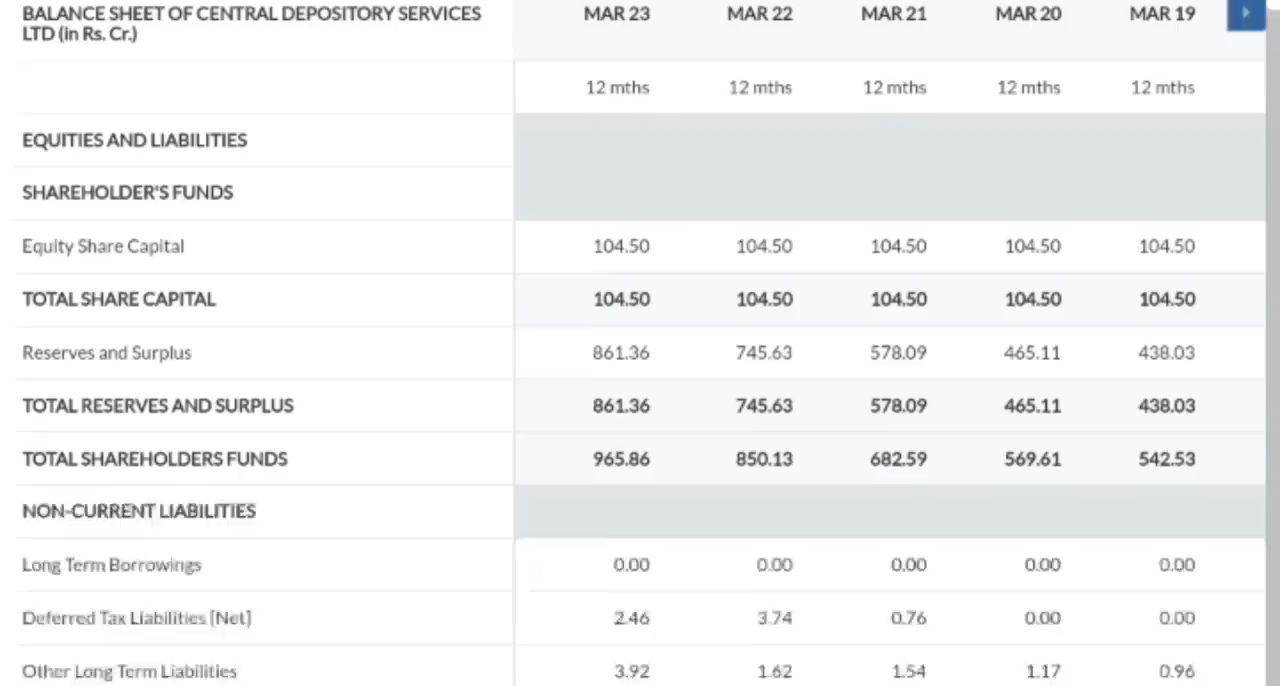 BALANCE SHEET OF CENTRAL DEPOSITORY SERVICES MAR 23 MAR 22 MAR 21 MAR 20 MAR 19
LTD (in Rs. Cr.)
12 mths 12 mths 12 mths 12 mths 12 mths
EQUITIES AND LIABILITIES
SHAREHOLDER'S FUNDS
Equity Share Capital 104.50 104.50 104.50 104.50 104.50
TOTAL SHARE CAPITAL 104.50 104.50 104.50 104.50 104.50
Reserves and Surplus 861.36 745.63 578.09 465.11 438.03
TOTAL RESERVES AND SURPLUS 861.36 745.63 578.09 465.11 438.03
TOTAL SHAREHOLDERS FUNDS 965.86 850.13 682.59 569.61 542.53
NON-CURRENT LIABILITIES
Long Term Borrowings 0.00 0.00 0.00 0.00 0.00
Deferred Tax Liabilities [Net] 2.46 3.74 0.76 0.00 0.00
Other Long Term Liabilities 3.92 1.62 1.54 1.17 0.96